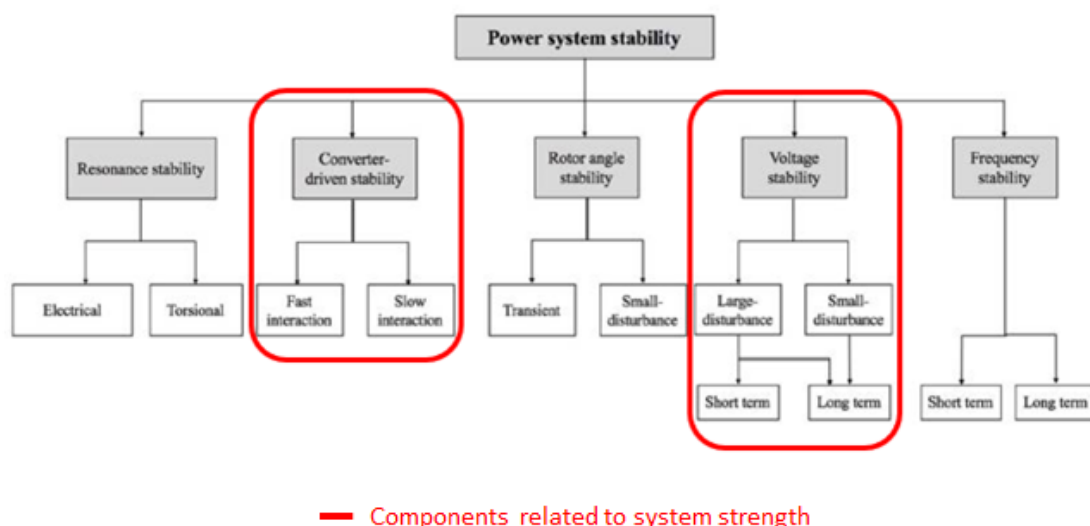 Power system stability
Resonance stability
Converter-
driven stability
Rotor angle
stability
Voltage
stability
Frequency
stability
Electrical
Torsional
Fast
interaction
Slow
interaction
Transient
Small-
disturbance
Large-
disturbance
Small-
disturbance
Short term
Long term
Short term
Long term
Components related to system strength